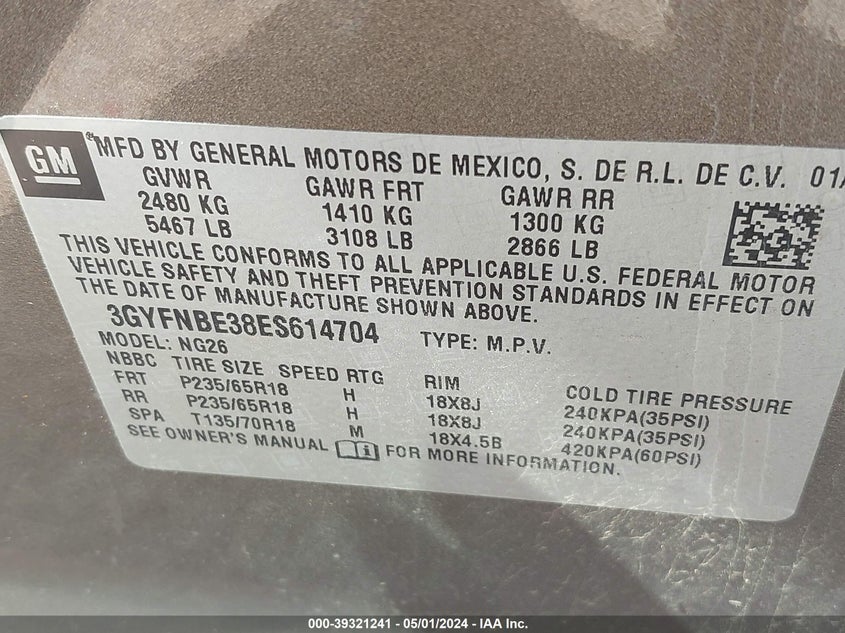 GM
MFD BY GENERAL MOTORS DE MEXICO, S. DE R.L. DE C.V. 01/
GVWR GAWR FRT GAWR RR
2480 KG 1410 KG 1300 KG
5467 LB 3108 LB 2866 LB
THIS VEHICLE CONFORMS TO ALL APPLICABLE U.S. FEDERAL MOTOR
VEHICLE SAFETY AND THEFT PREVENTION STANDARDS IN EFFECT ON
THE DATE OF MANUFACTURE SHOWN ABOVE.
3GYFNBE38ES614704 TYPE: M.P.V.
MODEL: NG26
NBBC TIRE SIZE SPEED RTG RIM COLD TIRE PRESSURE
FRT P235/65R18 H 18X8J 240KPA(35PSI)
RR P235/65R18 H 18X8J 240KPA(35PSI)
SPA T135/70R18 M 18X4.5B 420KPA(60PSI)
SEE OWNER'S MANUAL FOR MORE INFORMATION.
000-39321241 - 05/01/2024 - IAA Inc.